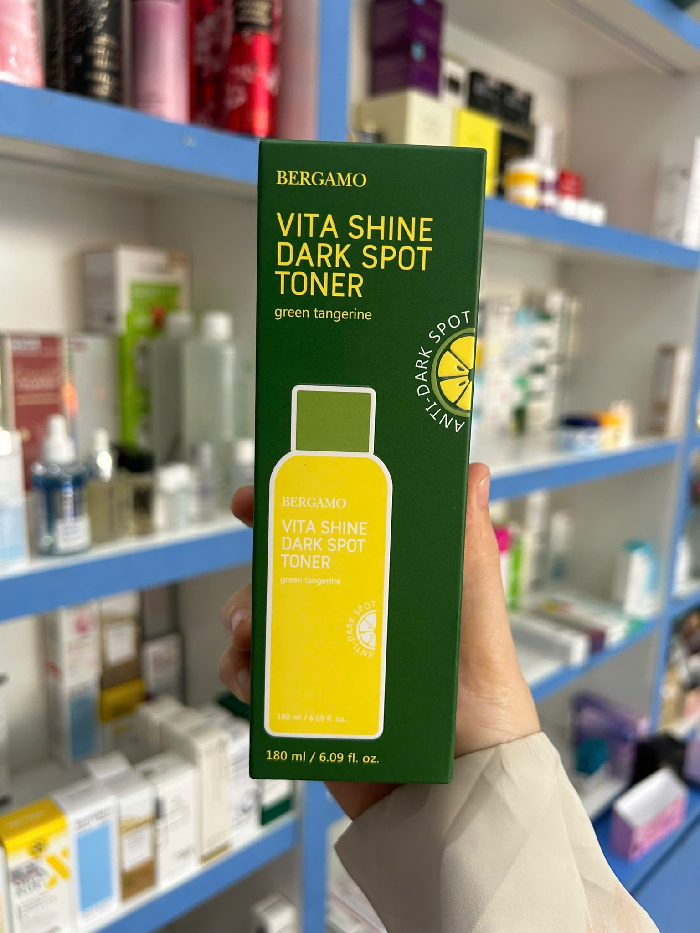 BERGAMO
VITA SHINE
DARK SPOT
TONER
green tangerine
ANTI-DARK SPOT
BERGAMO
VITA SHINE
DARK SPOT
TONER
green tangerine
ANTI-DARK SPOT
180 ml / 6.09 fl. oz.
180 ml / 6.09 fl. oz.